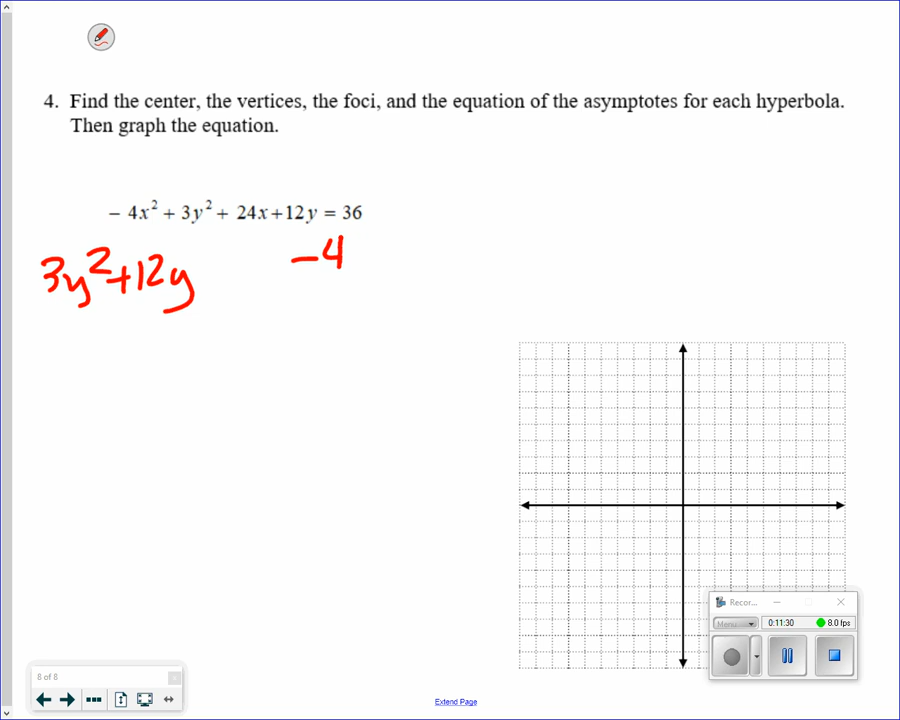 4. Find the center, the vertices, the foci, and the equation of the asymptotes for each hyperbola.
Then graph the equation.
− 4x² + 3y² + 24x+12y = 36
3y²+12y −4
Recor...
Menu
0:11:30 8.0 fps
8 of 8
Extend Page